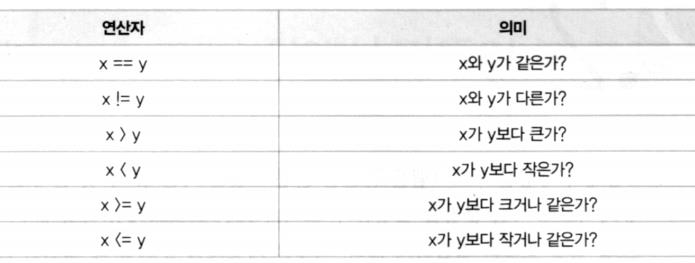 연산자 의미
x == y x와 y가 같은가?
x != y x와 y가 다른가?
x > y x가 y보다 큰가?
x < y x가 y보다 작은가?
x >= y x가 y보다 크거나 같은가?
x <= y x가 y보다 작거나 같은가?